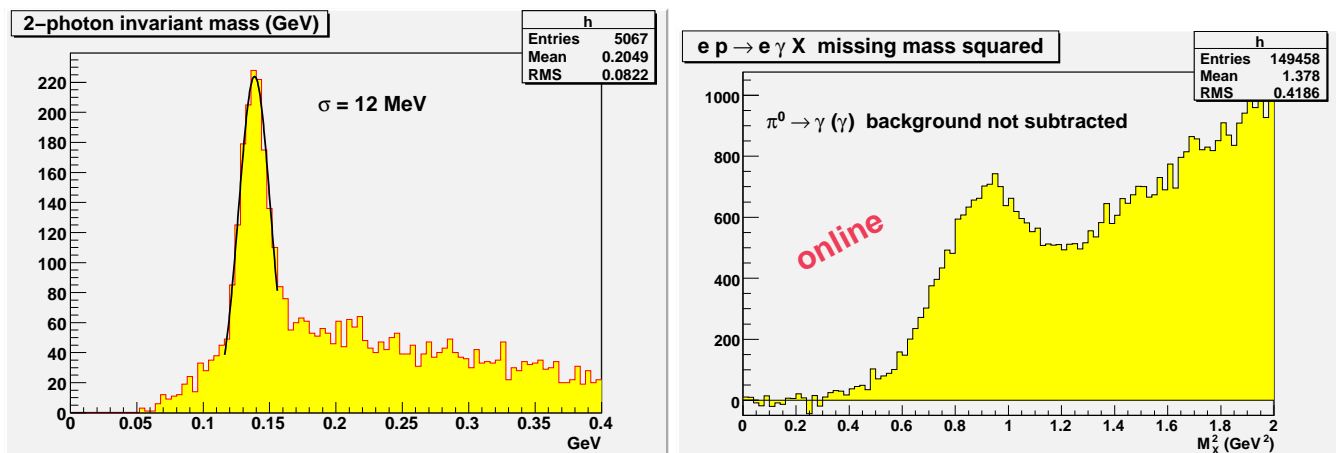 2−photon invariant mass (GeV)
h
Entries 5067
Mean 0.2049
RMS 0.0822
σ = 12 MeV
220
200
180
160
140
120
100
80
60
40
20
0
0 0.05 0.1 0.15 0.2 0.25 0.3 0.35 0.4
GeV
e p → e γ X missing mass squared
h
Entries 149458
Mean 1.378
RMS 0.4186
π⁰ → γ (γ) background not subtracted
online
1000
800
600
400
200
0
0 0.2 0.4 0.6 0.8 1 1.2 1.4 1.6 1.8 2
M²X (GeV²)